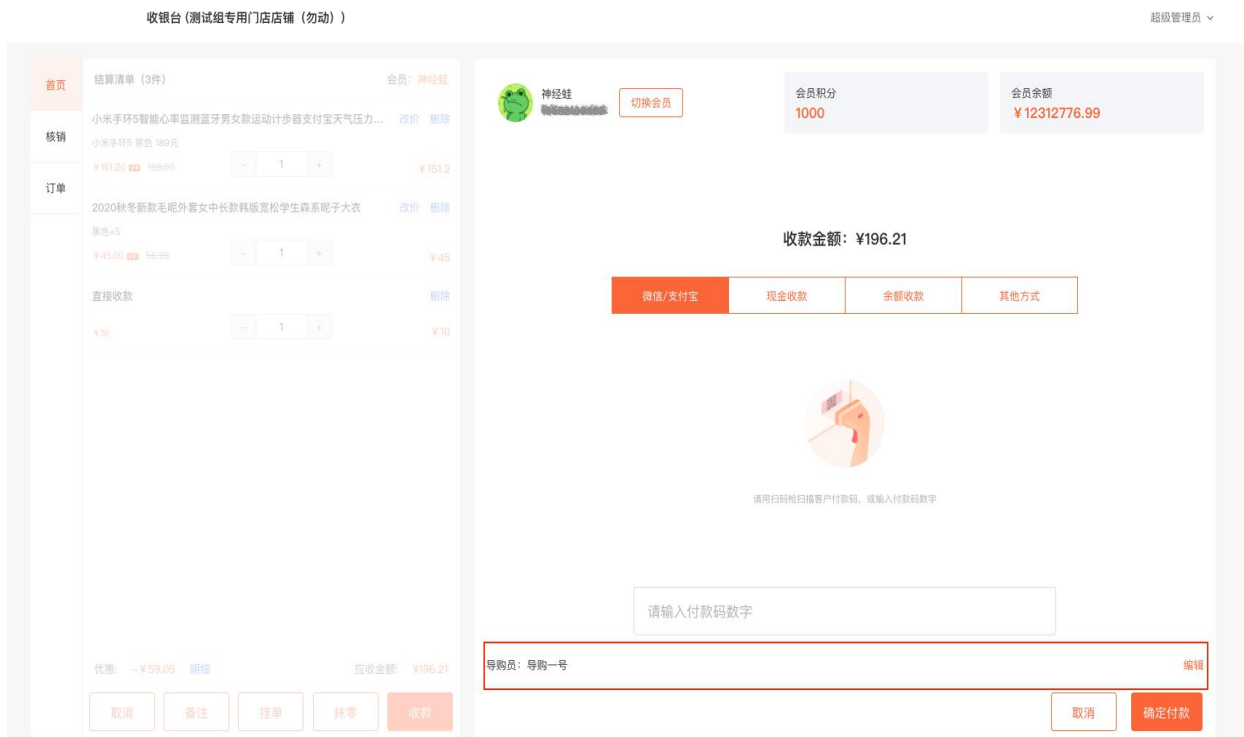 收银台 (测试组专用门店店铺（勿动）)
超级管理员
首页
核销
订单
结算清单（3件）
会员：神经蛙
小米手环5智能心率监测蓝牙男女款运动计步器支付宝天气压力...
改价 删除
小米手环5 黑色 189元
¥151.20 189.00
- 1 +
¥151.2
2020秋冬新款毛呢外套女中长款韩版宽松学生森系呢子大衣
改价 删除
黑色+S
¥45.00 56.26
- 1 +
¥45
直接收款
删除
¥10
- 1 +
¥10
优惠: -¥59.05 明细
应收金额: ¥196.21
取消
备注
挂单
抹零
收款
神经蛙
切换会员
会员积分
1000
会员余额
¥12312776.99
收款金额：¥196.21
微信/支付宝
现金收款
余额收款
其他方式
请用扫码枪扫描客户付款码，或输入付款码数字
请输入付款码数字
导购员：导购一号
编辑
取消
确定付款